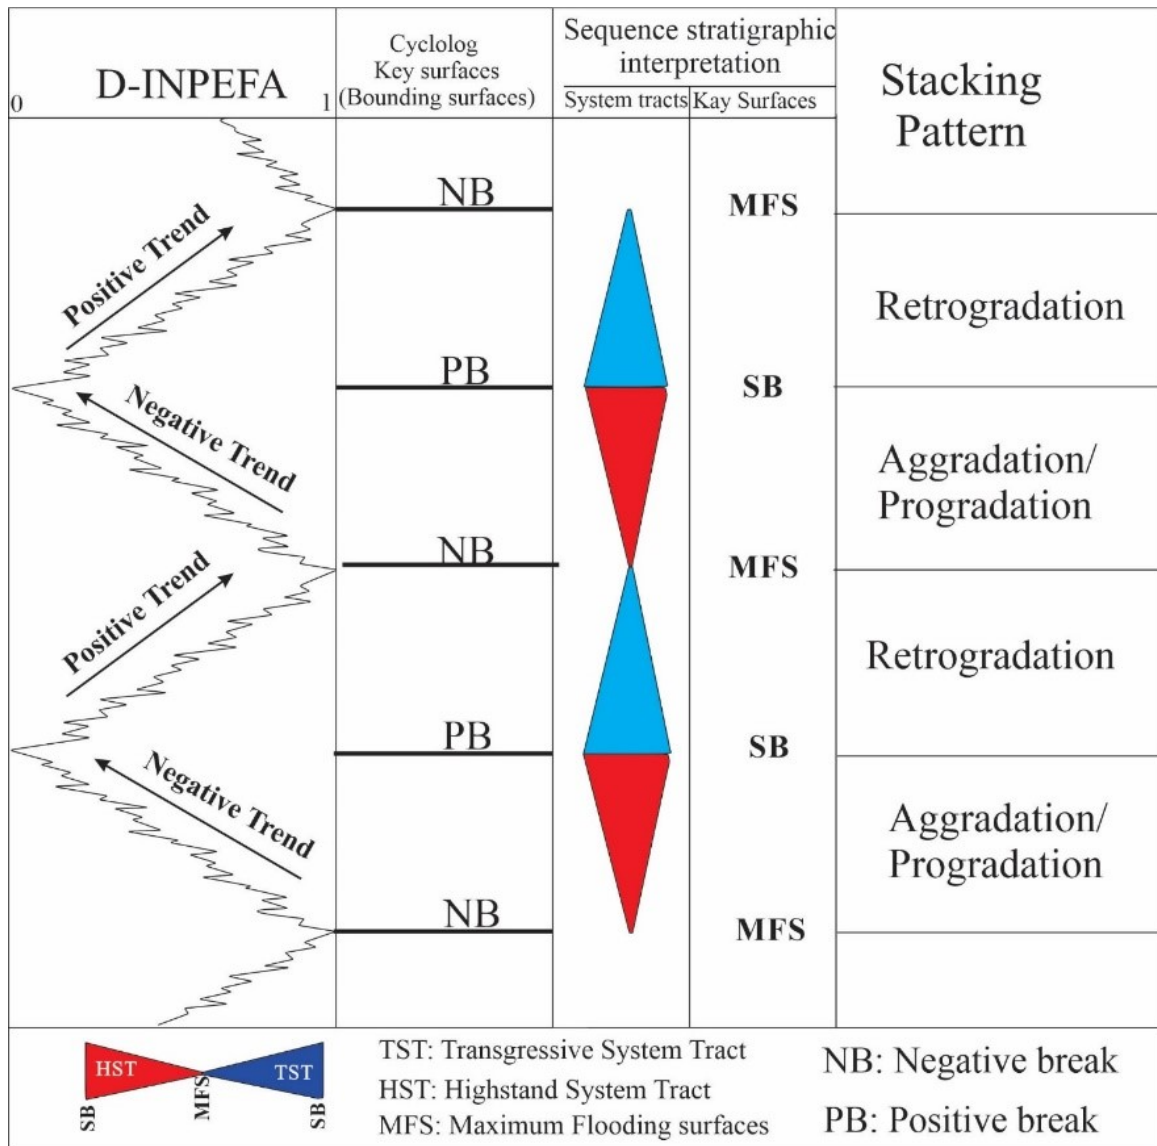 D-INPEFA
0
1
Cyclolog
Key surfaces
(Bounding surfaces)
Sequence stratigraphic
interpretation
System tracts
Kay Surfaces
Stacking
Pattern
NB
MFS
Positive Trend
Retrogradation
PB
SB
Negative Trend
Aggradation/
Progradation
NB
MFS
Positive Trend
Retrogradation
PB
SB
Negative Trend
Aggradation/
Progradation
NB
MFS
HST
TST
SB
MFS
SB
TST: Transgressive System Tract
HST: Highstand System Tract
MFS: Maximum Flooding surfaces
NB: Negative break
PB: Positive break